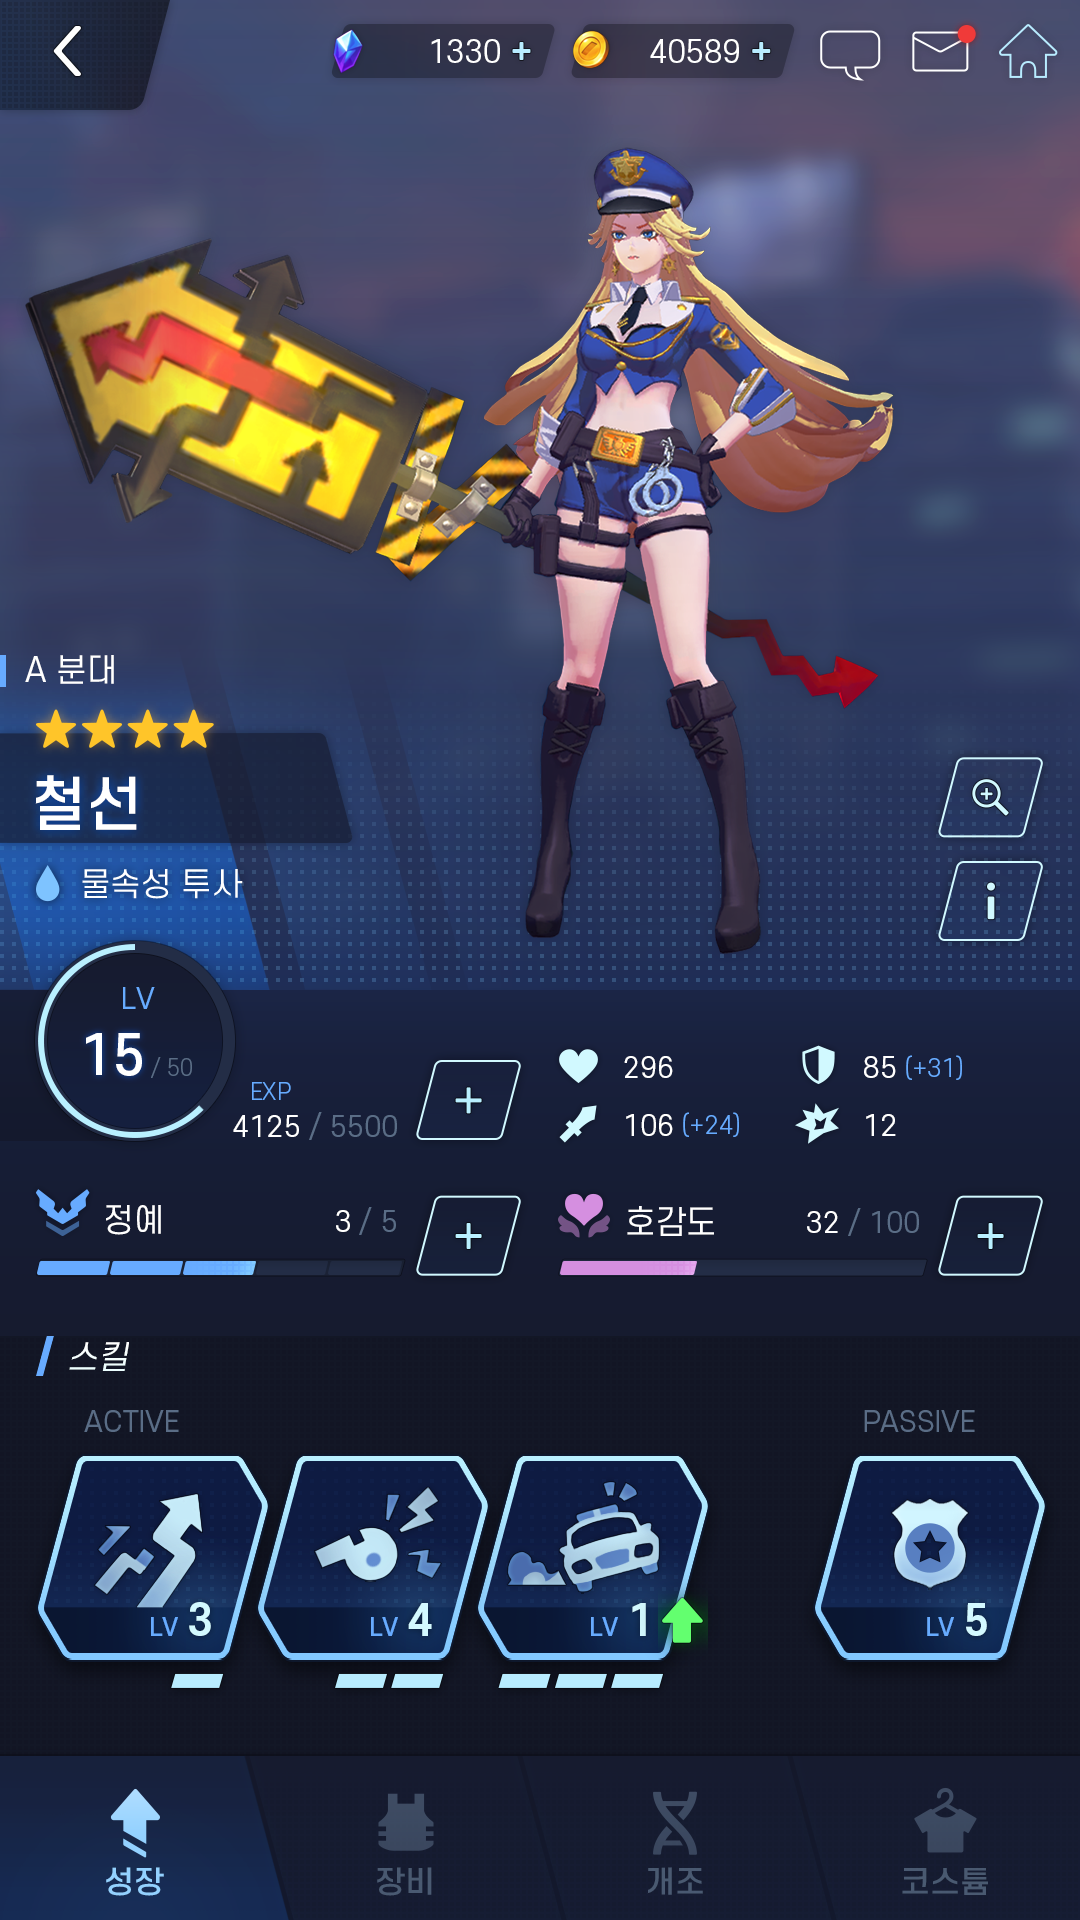 1330 +
40589 +
A 분대
철선
물속성 투사
LV
15 / 50
EXP
4125 / 5500
+
296
85 (+31)
106 (+24)
12
정예
3 / 5
+
호감도
32 / 100
+
스킬
ACTIVE
PASSIVE
LV 3
LV 4
LV 1
LV 5
성장
장비
개조
코스튬